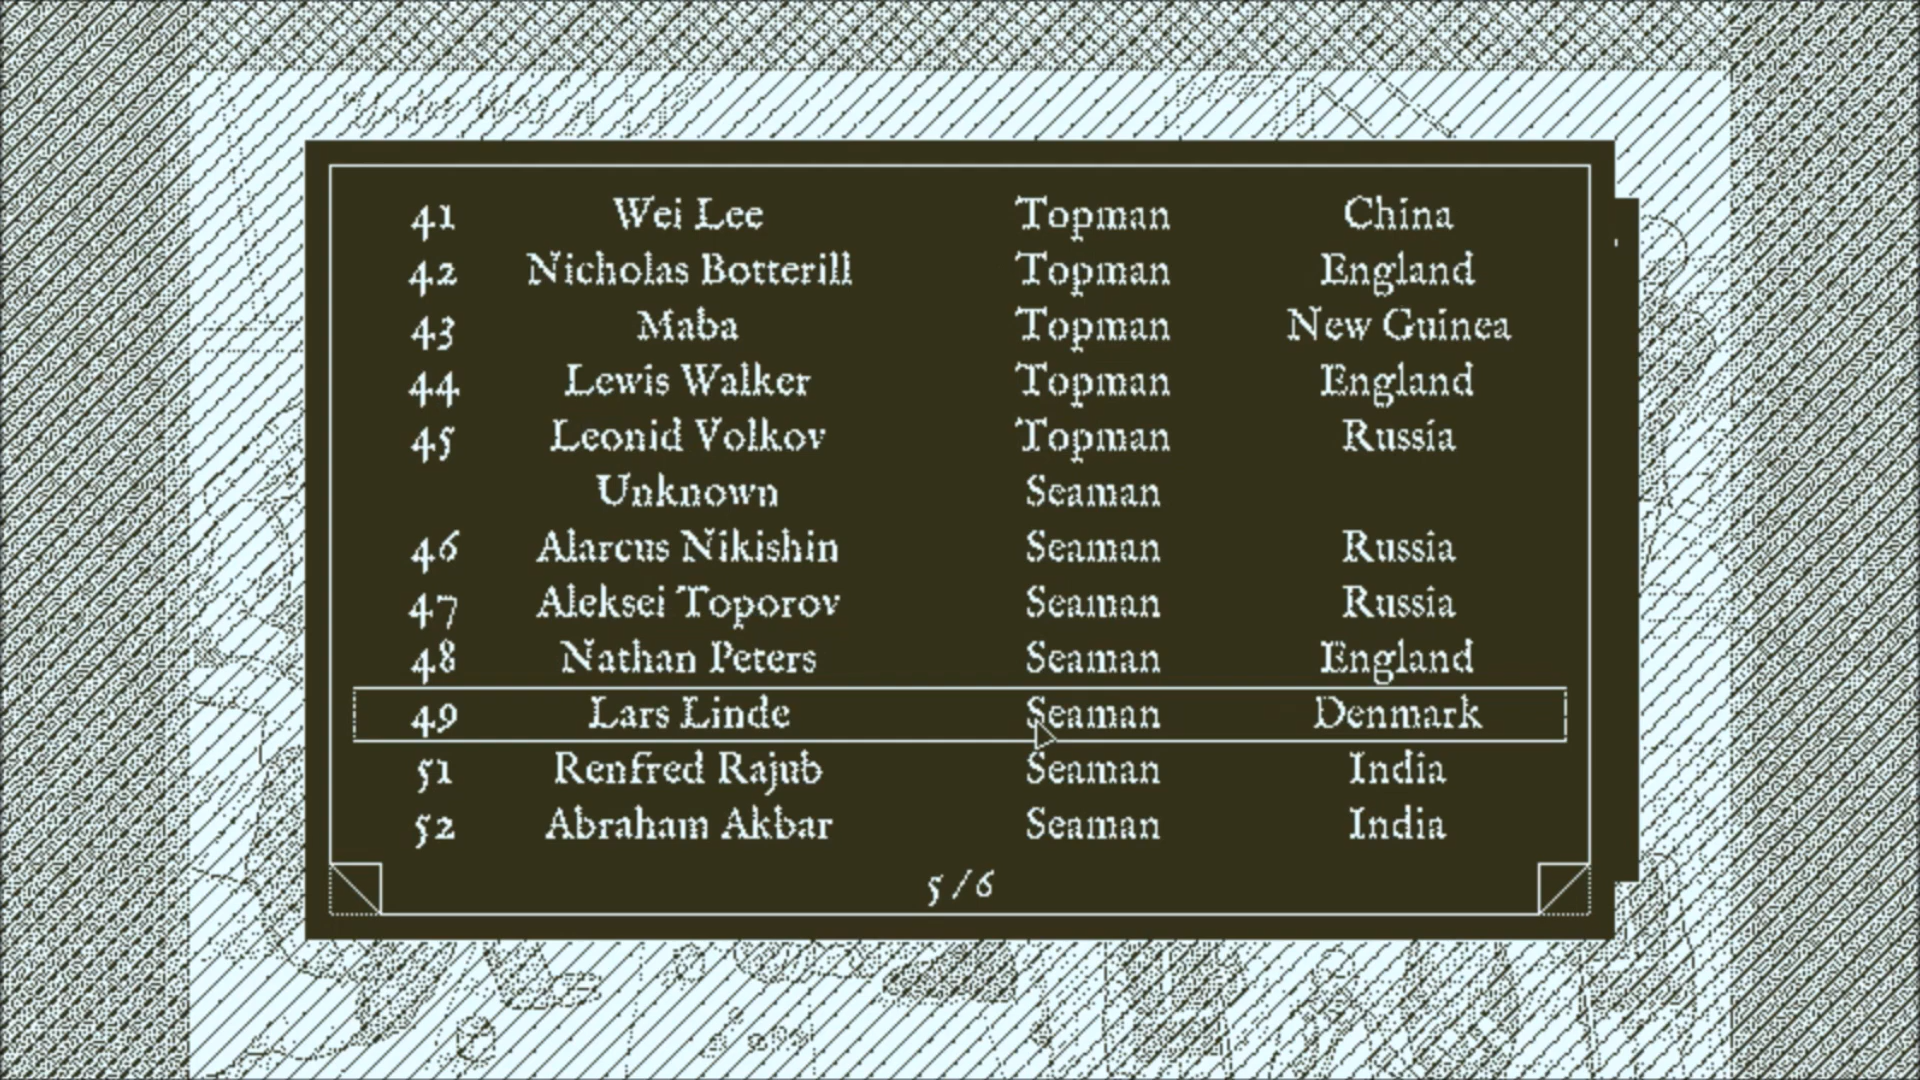 41 Wei Lee Topman China
42 Nicholas Botterill Topman England
43 Maba Topman New Guinea
44 Lewis Walker Topman England
45 Leonid Volkov Topman Russia
Unknown Seaman
46 Alarcus Nikishin Seaman Russia
47 Aleksei Toporov Seaman Russia
48 Nathan Peters Seaman England
49 Lars Linde Seaman Denmark
51 Renfred Rajub Seaman India
52 Abraham Akbar Seaman India
5 / 6